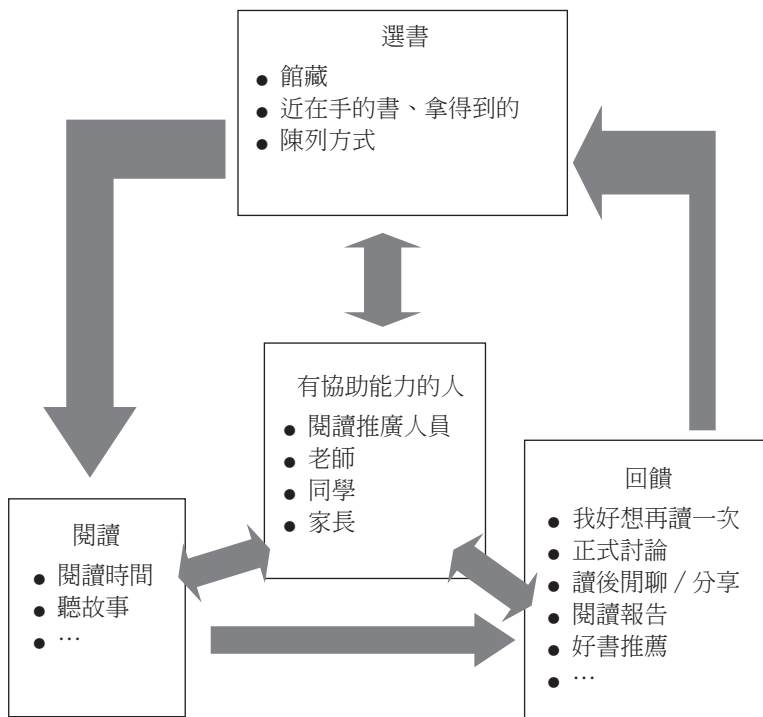 選書
● 館藏
● 近在手的書、拿得到的
● 陳列方式
有協助能力的人
● 閱讀推廣人員
● 老師
● 同學
● 家長
閱讀
● 閱讀時間
● 聽故事
● …
回饋
● 我好想再讀一次
● 正式討論
● 讀後閒聊／分享
● 閱讀報告
● 好書推薦
● …